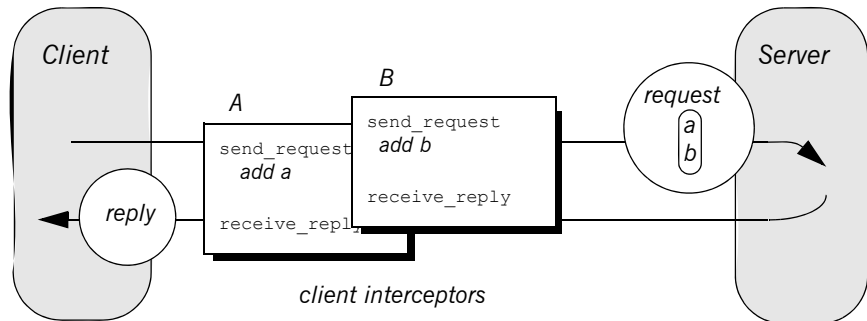 Client
Server
A
B
send_request
add a
receive_reply
send_request
add b
receive_reply
request
a
b
reply
client interceptors